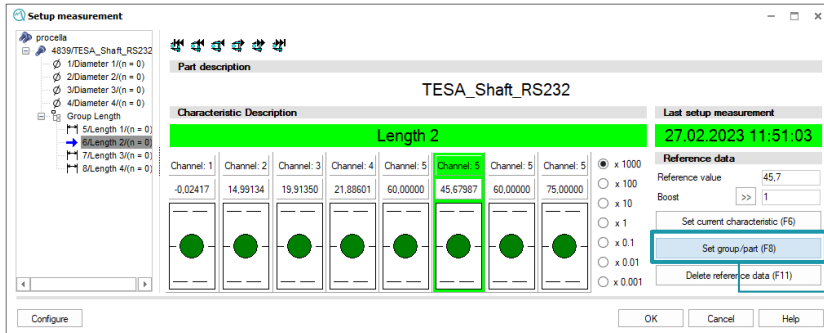 Setup measurement
procella
4839/TESA_Shaft_RS232
1/Diameter 1/(n = 0)
2/Diameter 2/(n = 0)
3/Diameter 3/(n = 0)
4/Diameter 4/(n = 0)
Group Length
5/Length 1/(n = 0)
6/Length 2/(n = 0)
7/Length 3/(n = 0)
8/Length 4/(n = 0)
Part description
TESA_Shaft_RS232
Characteristic Description
Length 2
Channel: 1 Channel: 2 Channel: 3 Channel: 4 Channel: 5 Channel: 5 Channel: 5 Channel: 5
-0,02417 14,99134 19,91350 21,88601 60,00000 45,67987 60,00000 75,00000
x 1000
x 100
x 10
x 1
x 0.1
x 0.01
x 0.001
Last setup measurement
27.02.2023 11:51:03
Reference data
Reference value 45,7
Boost >> 1
Set current characteristic (F6)
Set group/part (F8)
Delete reference data (F11)
Configure OK Cancel Help